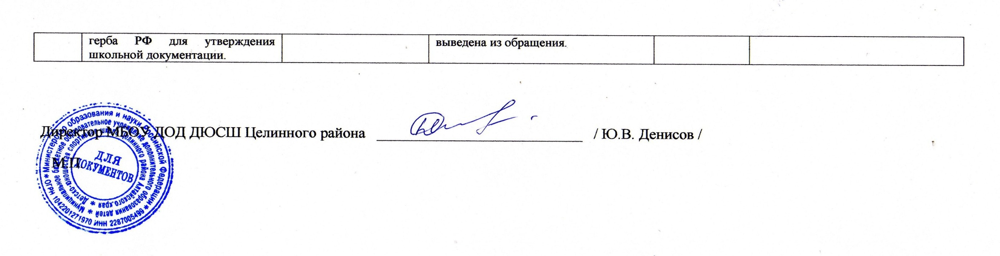 герба РФ для утверждения
школьной документации.
выведена из обращения.
Директор МБОУ ДОД ДЮСШ Целинного района / Ю.В. Денисов /
М.П.
* Министерство образования и науки Российской Федерации * ОГРН 1042201271970 ИНН 2287005499
* Муниципальное бюджетное образовательное учреждение дополнительного образования детей
* Детско-юношеская спортивная школа Целинного района Алтайского края
ДЛЯ
ДОКУМЕНТОВ